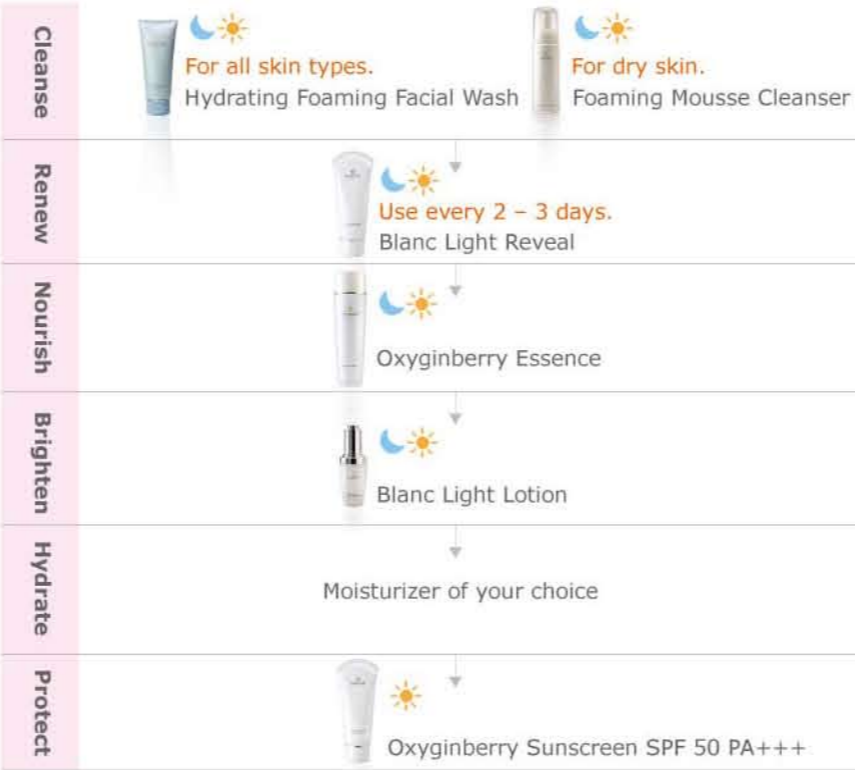 Cleanse
For all skin types.
Hydrating Foaming Facial Wash
For dry skin.
Foaming Mousse Cleanser
Renew
Use every 2 – 3 days.
Blanc Light Reveal
Nourish
Oxyginberry Essence
Brighten
Blanc Light Lotion
Hydrate
Moisturizer of your choice
Protect
Oxyginberry Sunscreen SPF 50 PA+++